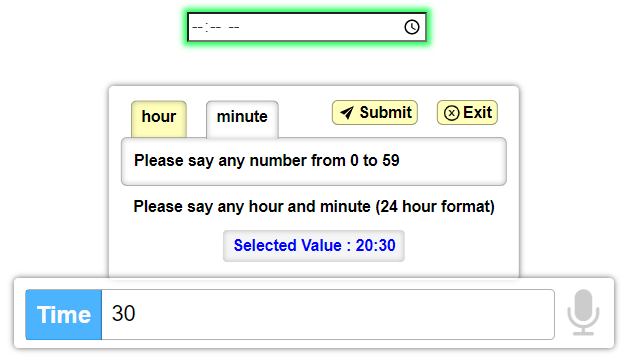 --:-- --
hour minute Submit Exit
Please say any number from 0 to 59
Please say any hour and minute (24 hour format)
Selected Value : 20:30
Time 30